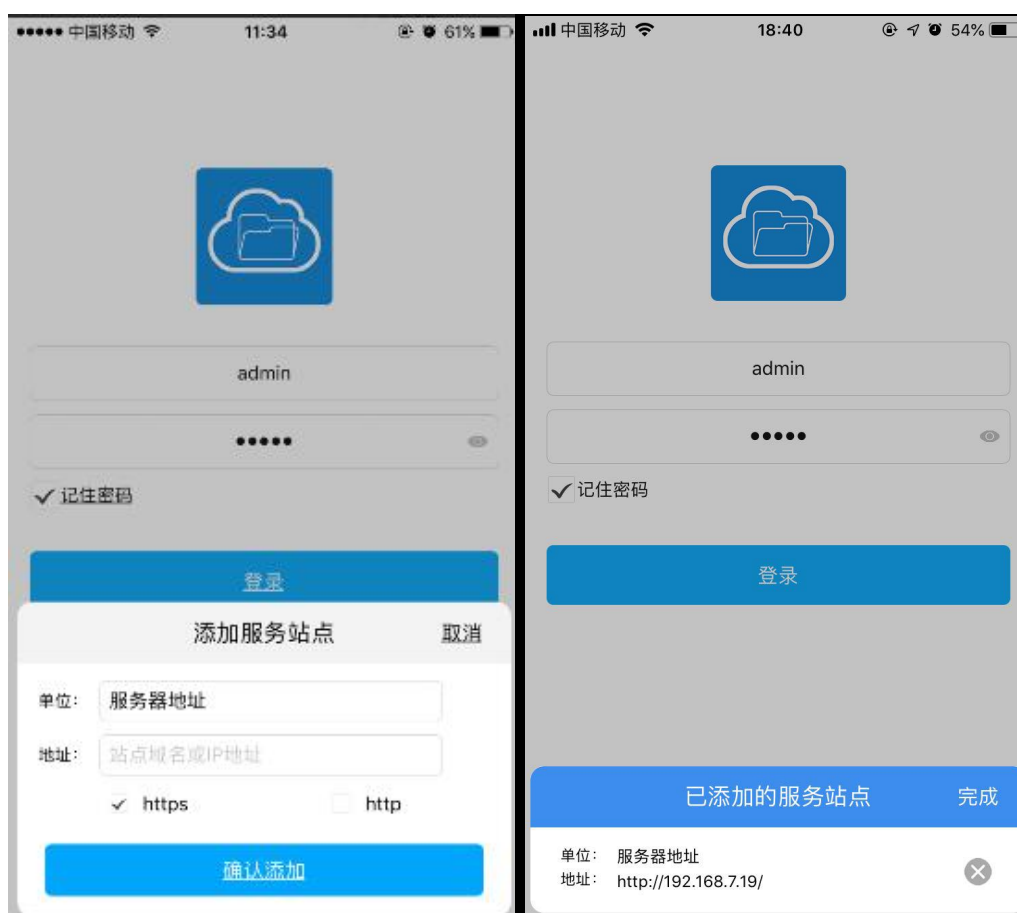 中国移动 11:34 61%
admin
•••••
记住密码
登录
添加服务站点 取消
单位: 服务器地址
地址: 站点域名或IP地址
https http
确认添加
中国移动 18:40 54%
admin
•••••
记住密码
登录
已添加的服务站点 完成
单位: 服务器地址
地址: http://192.168.7.19/